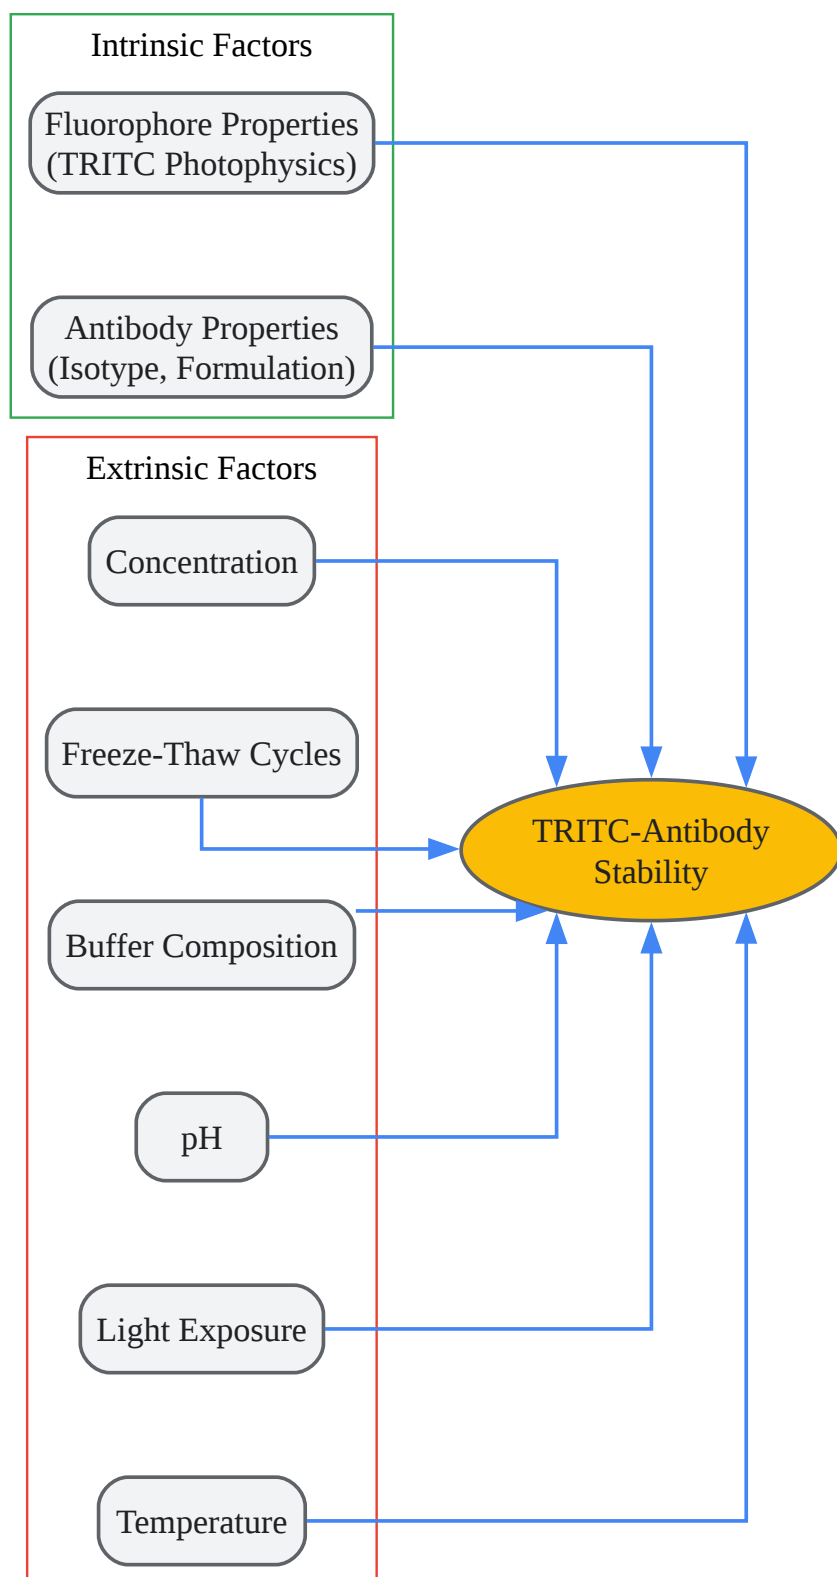 Intrinsic Factors
Fluorophore Properties
(TRITC Photophysics)
Antibody Properties
(Isotype, Formulation)
Extrinsic Factors
Concentration
Freeze-Thaw Cycles
TRITC-Antibody
Stability
Buffer Composition
pH
Light Exposure
Temperature